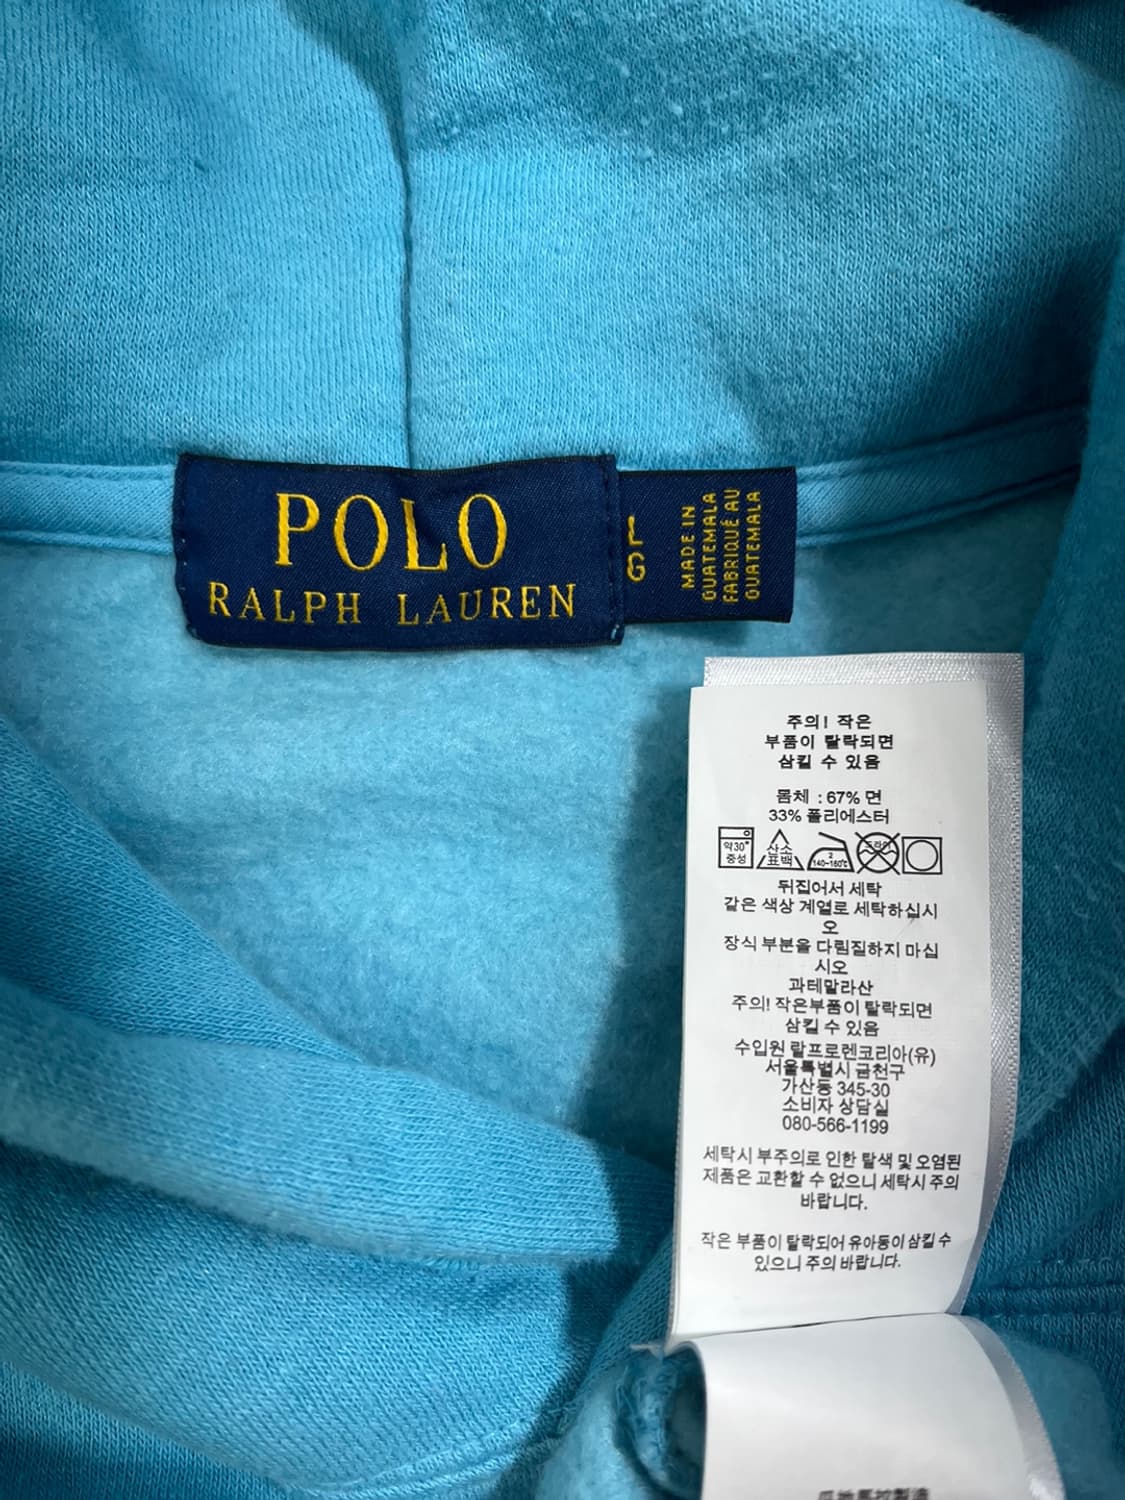 POLO
RALPH LAUREN
L
G
MADE IN
GUATEMALA
FABRIQUÉ AU
GUATEMALA
주의! 작은
부품이 탈락되면
삼킬 수 있음
몸체 : 67% 면
33% 폴리에스터
약30°
중성
산소
표백
2
140~160℃
드라이
뒤집어서 세탁
같은 색상 계열로 세탁하십시
오
장식 부분을 다림질하지 마십
시오
과테말라산
주의! 작은부품이 탈락되면
삼킬 수 있음
수입원 랄프로렌코리아(유)
서울특별시 금천구
가산동 345-30
소비자 상담실
080-566-1199
세탁시 부주의로 인한 탈색 및 오염된
제품은 교환할 수 없으니 세탁시 주의
바랍니다.
작은 부품이 탈락되어 유아동이 삼킬 수
있으니 주의 바랍니다.